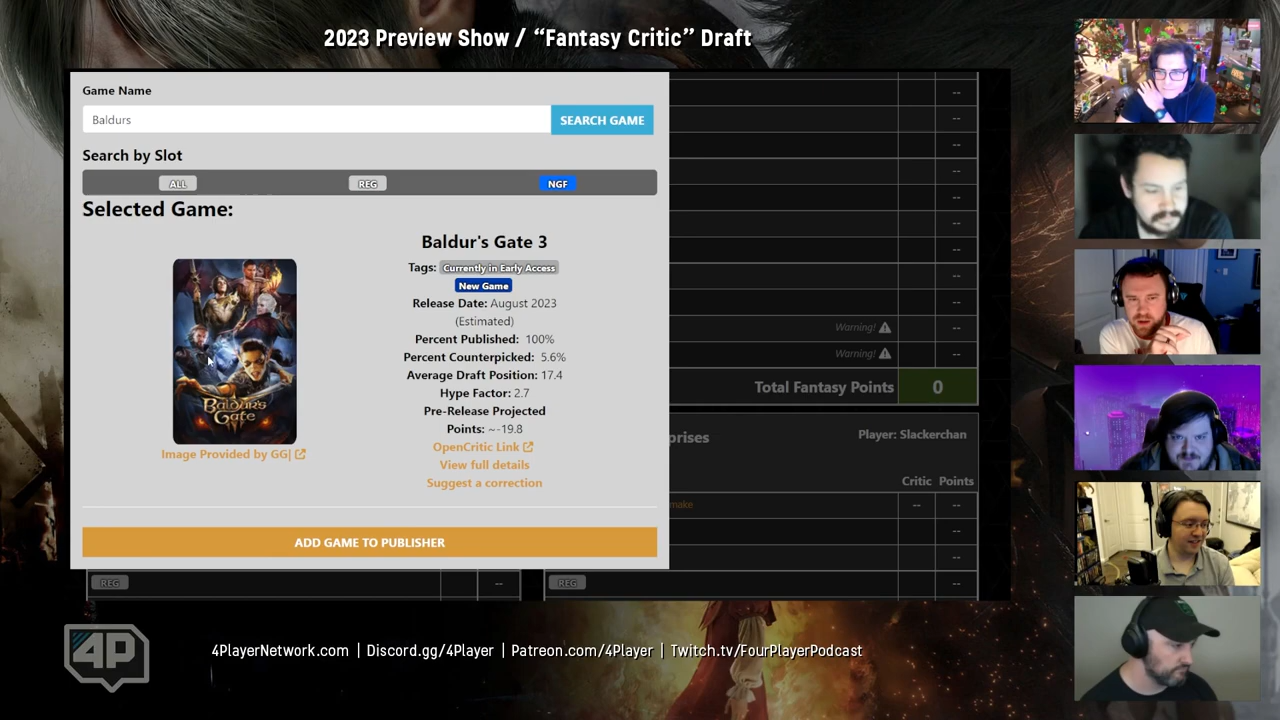 2023 Preview Show / “Fantasy Critic” Draft
Game Name
Baldurs
SEARCH GAME
Search by Slot
ALL
REG
NGF
Selected Game:
BALDUR'S
GATE
Image Provided by GG|
Baldur's Gate 3
Tags: Currently in Early Access
New Game
Release Date: August 2023
(Estimated)
Percent Published: 100%
Percent Counterpicked: 5.6%
Average Draft Position: 17.4
Hype Factor: 2.7
Pre-Release Projected
Points: ~-19.8
OpenCritic Link
View full details
Suggest a correction
ADD GAME TO PUBLISHER
--
--
--
--
--
--
--
--
--
Warning! --
Warning! --
Total Fantasy Points 0
prises
Player: Slackerchan
Critic Points
make -- --
--
--
REG --
REG --
4P
4PlayerNetwork.com | Discord.gg/4Player | Patreon.com/4Player | Twitch.tv/FourPlayerPodcast